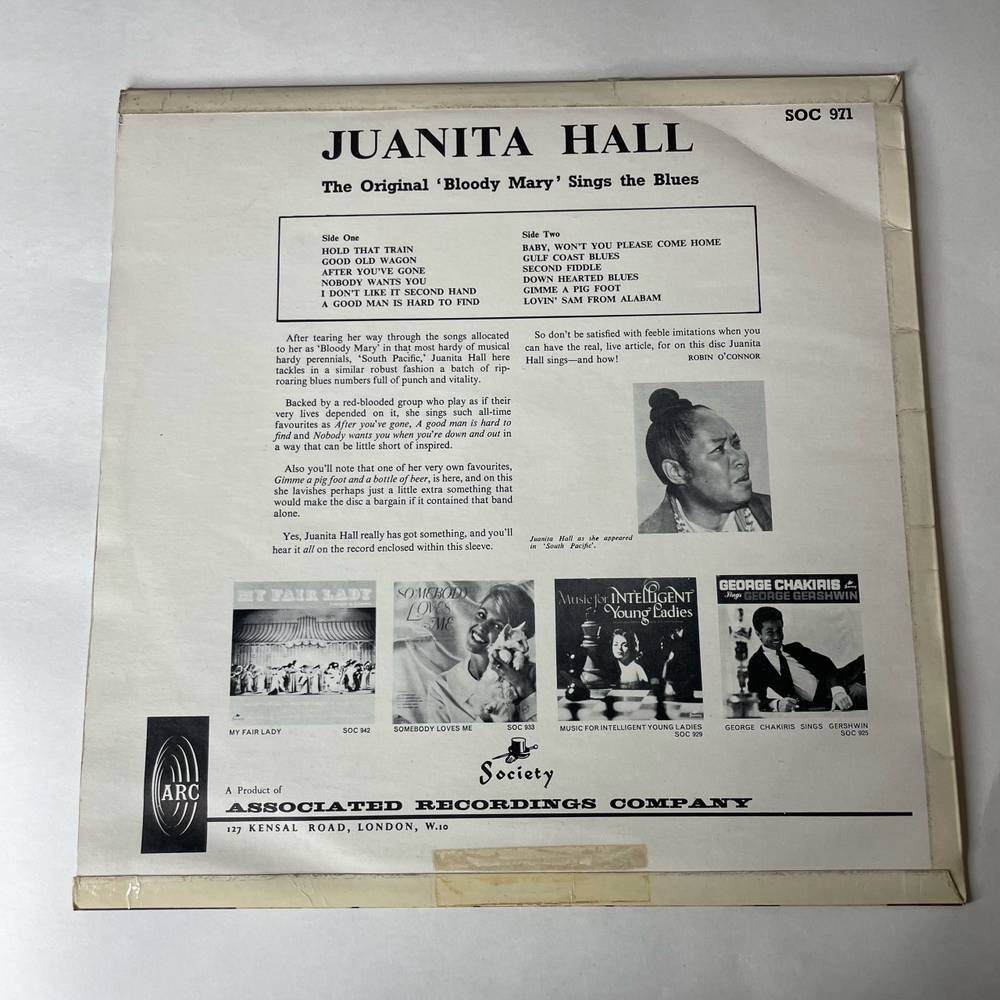 SOC 971
JUANITA HALL
The Original ‘Bloody Mary’ Sings the Blues
Side One
HOLD THAT TRAIN
GOOD OLD WAGON
AFTER YOU'VE GONE
NOBODY WANTS YOU
I DON'T LIKE IT SECOND HAND
A GOOD MAN IS HARD TO FIND
Side Two
BABY, WON'T YOU PLEASE COME HOME
GULF COAST BLUES
SECOND FIDDLE
DOWN HEARTED BLUES
GIMME A PIG FOOT
LOVIN' SAM FROM ALABAM
After tearing her way through the songs allocated
to her as ‘Bloody Mary’ in that most hardy of musical
hardy perennials, ‘South Pacific,’ Juanita Hall here
tackles in a similar robust fashion a batch of rip-
roaring blues numbers full of punch and vitality.
Backed by a red-blooded group who play as if their
very lives depended on it, she sings such all-time
favourites as After you've gone, A good man is hard to
find and Nobody wants you when you're down and out in
a way that can be little short of inspired.
Also you'll note that one of her very own favourites,
Gimme a pig foot and a bottle of beer, is here, and on this
she lavishes perhaps just a little extra something that
would make the disc a bargain if it contained that band
alone.
Yes, Juanita Hall really has got something, and you'll
hear it all on the record enclosed within this sleeve.
So don't be satisfied with feeble imitations when you
can have the real, live article, for on this disc Juanita
Hall sings—and how! ROBIN O'CONNOR
Juanita Hall as she appeared
in ‘South Pacific’.
MY FAIR LADY
MY FAIR LADY SOC 942
SOMEBODY
LOVES
ME
SOMEBODY LOVES ME SOC 933
Music for INTELLIGENT
Young Ladies
MUSIC FOR INTELLIGENT YOUNG LADIES
SOC 929
GEORGE CHAKIRIS
Sings GEORGE GERSHWIN
GEORGE CHAKIRIS SINGS GERSHWIN
SOC 925
Society
ARC
A Product of
ASSOCIATED RECORDINGS COMPANY
127 KENSAL ROAD, LONDON, W.10